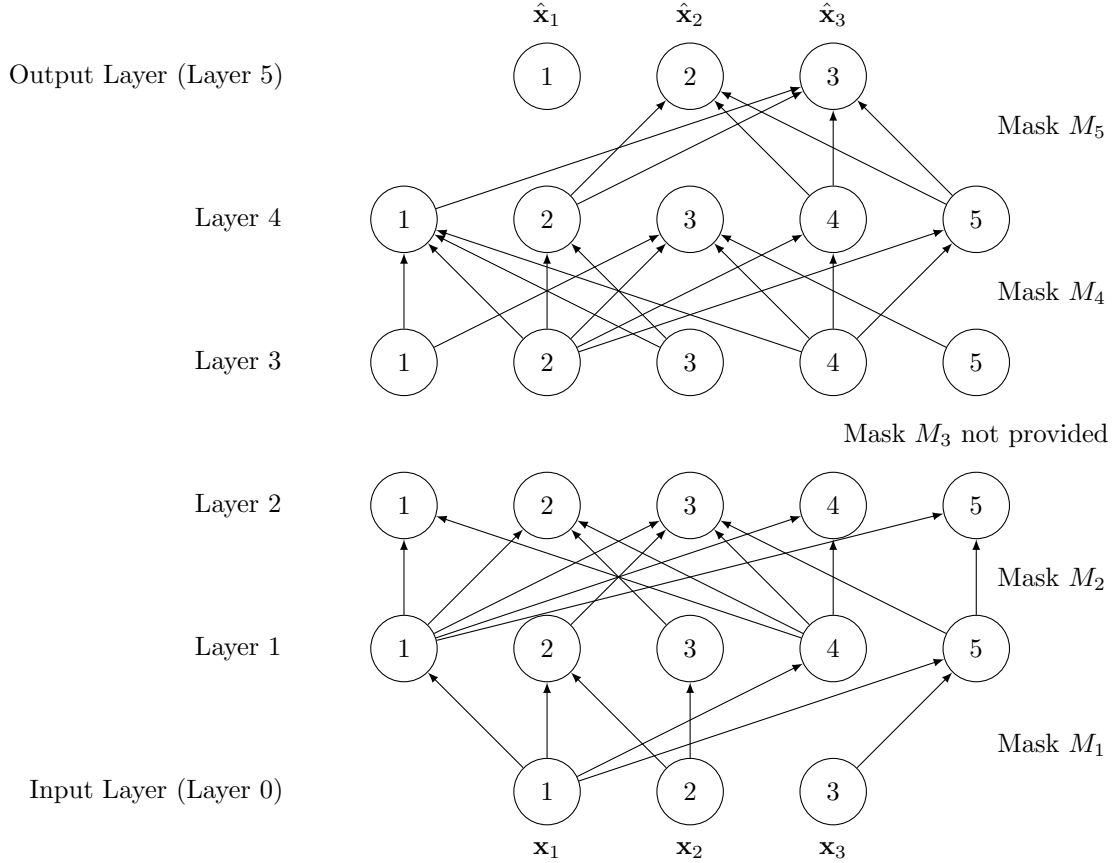 x̂₁ x̂₂ x̂₃
Output Layer (Layer 5) 1 2 3
Mask M₅
Layer 4 1 2 3 4 5
Mask M₄
Layer 3 1 2 3 4 5
Mask M₃ not provided
Layer 2 1 2 3 4 5
Mask M₂
Layer 1 1 2 3 4 5
Mask M₁
Input Layer (Layer 0) 1 2 3
x₁ x₂ x₃